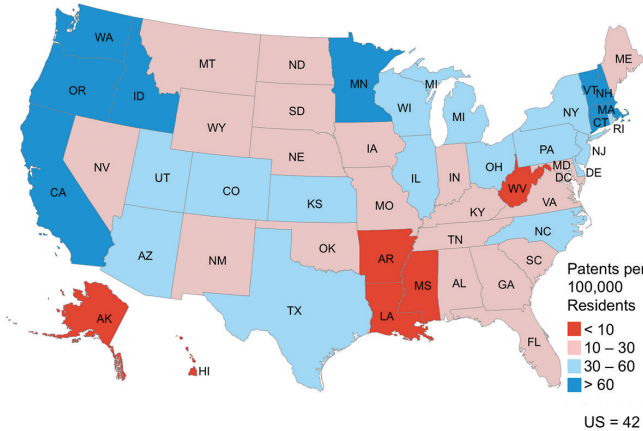 WA
MT
ND
MN
ME
OR
ID
SD
WI
MI
MI
VT
NH
NY
MA
CT
RI
WY
IA
NE
PA
NJ
NV
UT
CO
IL
IN
OH
MD
DE
DC
WV
VA
CA
KS
MO
KY
NC
TN
AZ
NM
OK
AR
SC
MS
AL
GA
TX
LA
FL
AK
HI
Patents per
100,000
Residents
< 10
10 – 30
30 – 60
> 60
US = 42